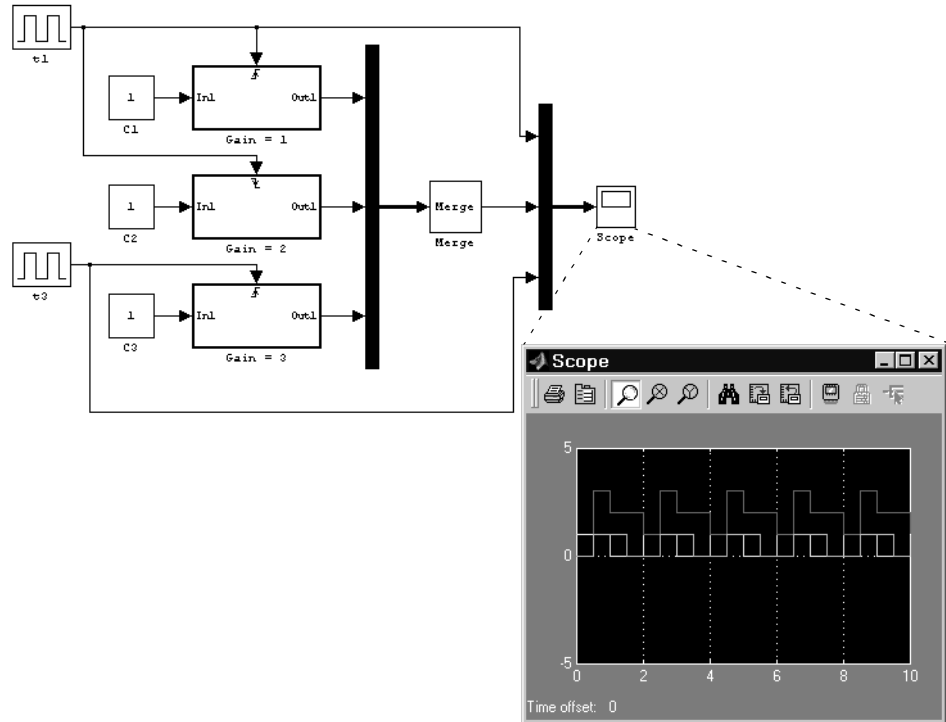 t1
1
In1
Out1
C1
Gain = 1
1
In1
Out1
C2
Gain = 2
Merge
Merge
Scope
t3
1
In1
Out1
C3
Gain = 3
Scope
5
0
-5
0
2
4
6
8
10
Time offset: 0